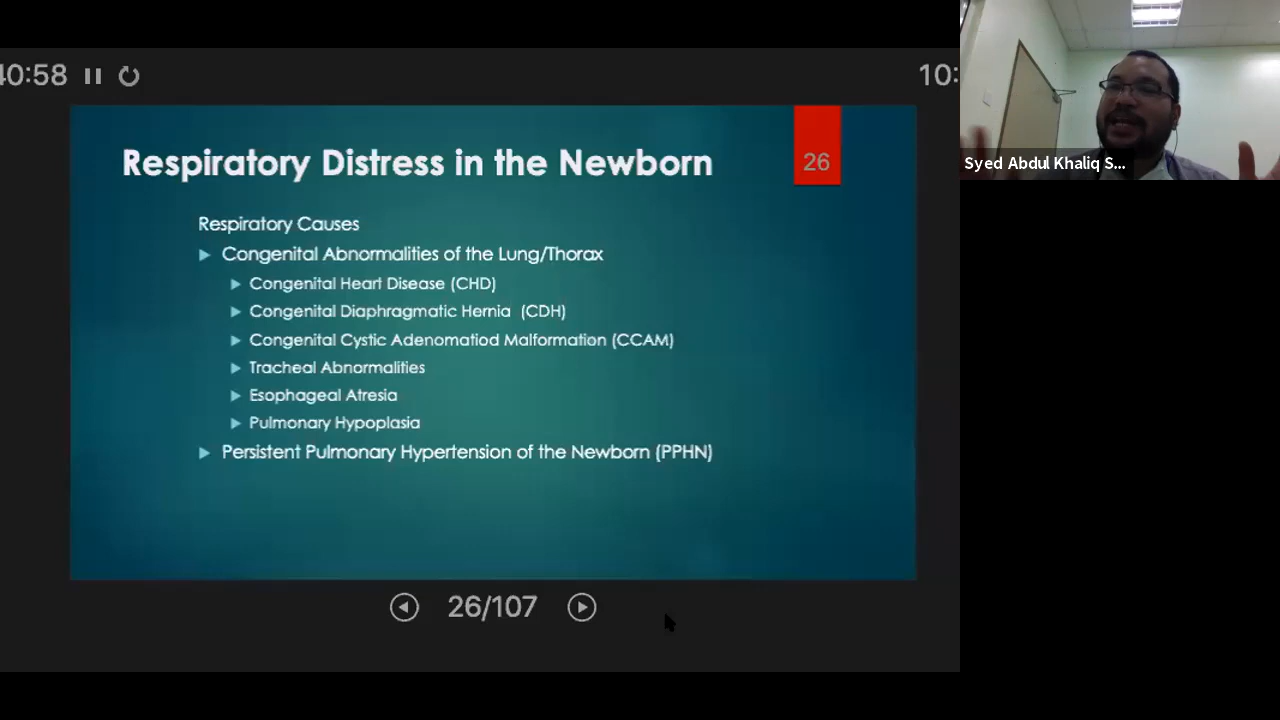 40:58
10:
Syed Abdul Khaliq S...
Respiratory Distress in the Newborn
26
Respiratory Causes
Congenital Abnormalities of the Lung/Thorax
Congenital Heart Disease (CHD)
Congenital Diaphragmatic Hernia (CDH)
Congenital Cystic Adenomatiod Malformation (CCAM)
Tracheal Abnormalities
Esophageal Atresia
Pulmonary Hypoplasia
Persistent Pulmonary Hypertension of the Newborn (PPHN)
26/107